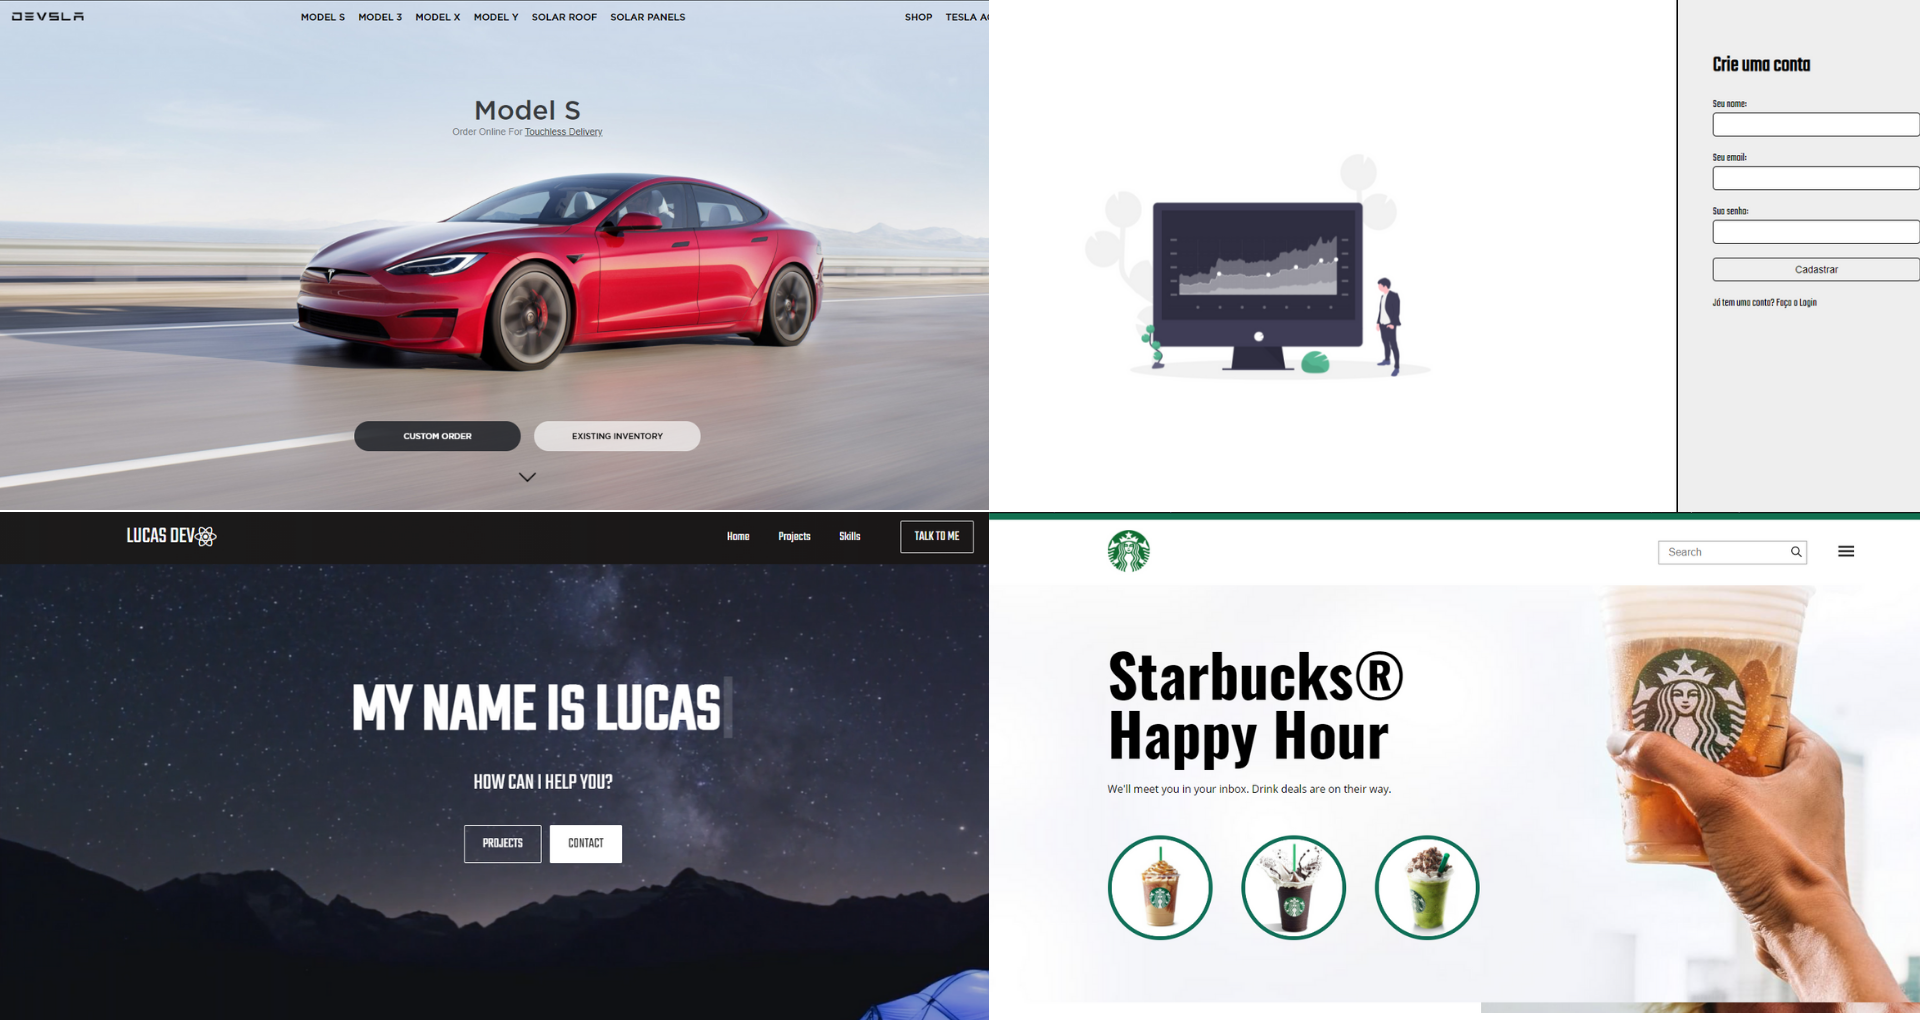 DEVSLA
MODEL S MODEL 3 MODEL X MODEL Y SOLAR ROOF SOLAR PANELS
SHOP TESLA
Model S
Order Online For Touchless Delivery
CUSTOM ORDER
EXISTING INVENTORY
Crie uma conta
Seu nome:
Seu email:
Sua senha:
Cadastrar
Já tem uma conta? Faça o Login
LUCAS DEV
Home Projects Skills
TALK TO ME
MY NAME IS LUCAS
HOW CAN I HELP YOU?
PROJECTS
CONTACT
Search
Starbucks®
Happy Hour
We'll meet you in your inbox. Drink deals are on their way.